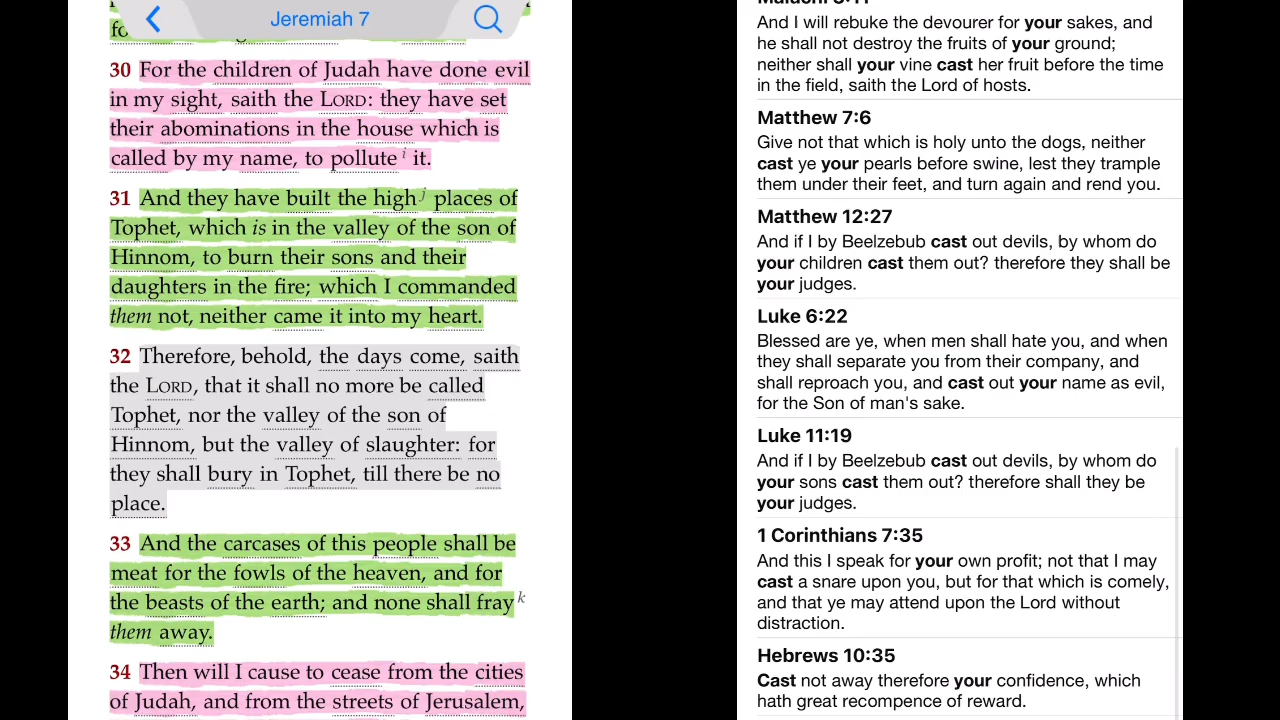 Jeremiah 7
30 For the children of Judah have done evil
in my sight, saith the LORD: they have set
their abominations in the house which is
called by my name, to pollute i it.
31 And they have built the high j places of
Tophet, which is in the valley of the son of
Hinnom, to burn their sons and their
daughters in the fire; which I commanded
them not, neither came it into my heart.
32 Therefore, behold, the days come, saith
the LORD, that it shall no more be called
Tophet, nor the valley of the son of
Hinnom, but the valley of slaughter: for
they shall bury in Tophet, till there be no
place.
33 And the carcases of this people shall be
meat for the fowls of the heaven, and for
the beasts of the earth; and none shall fray k
them away.
34 Then will I cause to cease from the cities
of Judah, and from the streets of Jerusalem,
And I will rebuke the devourer for your sakes, and
he shall not destroy the fruits of your ground;
neither shall your vine cast her fruit before the time
in the field, saith the Lord of hosts.
Matthew 7:6
Give not that which is holy unto the dogs, neither
cast ye your pearls before swine, lest they trample
them under their feet, and turn again and rend you.
Matthew 12:27
And if I by Beelzebub cast out devils, by whom do
your children cast them out? therefore they shall be
your judges.
Luke 6:22
Blessed are ye, when men shall hate you, and when
they shall separate you from their company, and
shall reproach you, and cast out your name as evil,
for the Son of man's sake.
Luke 11:19
And if I by Beelzebub cast out devils, by whom do
your sons cast them out? therefore shall they be
your judges.
1 Corinthians 7:35
And this I speak for your own profit; not that I may
cast a snare upon you, but for that which is comely,
and that ye may attend upon the Lord without
distraction.
Hebrews 10:35
Cast not away therefore your confidence, which
hath great recompence of reward.